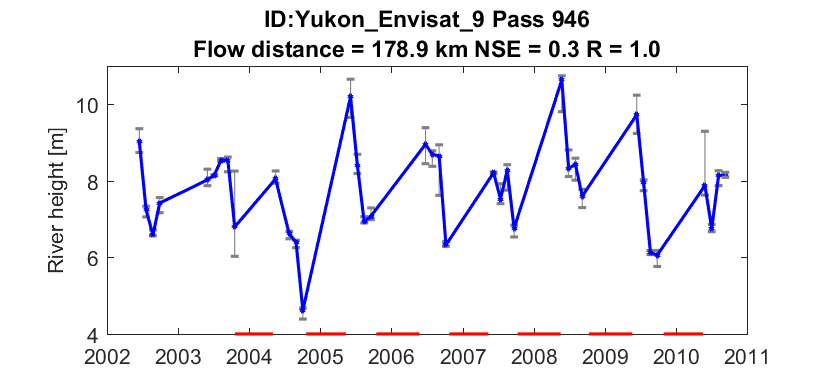 ID:Yukon_Envisat_9 Pass 946
Flow distance = 178.9 km NSE = 0.3 R = 1.0
River height [m]
10
8
6
4
2002 2003 2004 2005 2006 2007 2008 2009 2010 2011